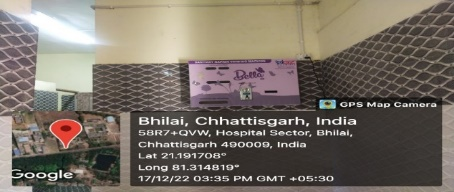 Bella
GPS Map Camera
Bhilai, Chhattisgarh, India
58R7+QVW, Hospital Sector, Bhilai,
Chhattisgarh 490009, India
Lat 21.191708°
Long 81.314819°
17/12/22 03:35 PM GMT +05:30
Google